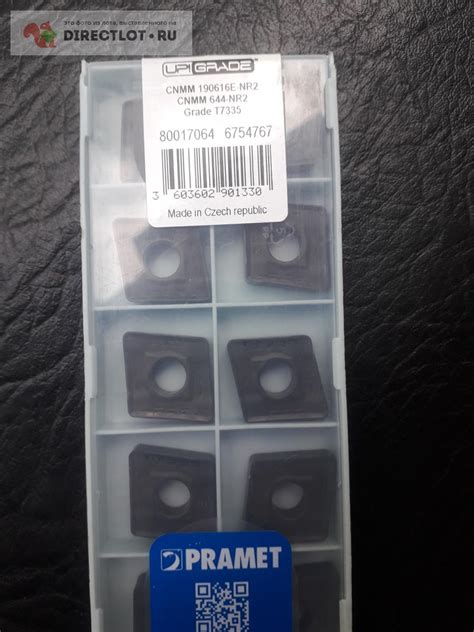 Это фото из лота, выставленного на
DIRECTLOT.RU
UP!GRADE
CNMM 190616E-NR2
CNMM 644-NR2
Grade T7335
80017064 6754767
3 603602 901330
Made in Czech republic
PRAMET